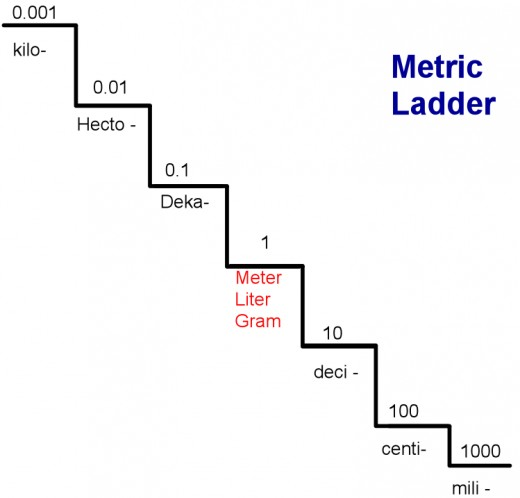 0.001
kilo-
Metric
Ladder
0.01
Hecto -
0.1
Deka-
1
Meter
Liter
Gram
10
deci -
100
centi-
1000
mili -